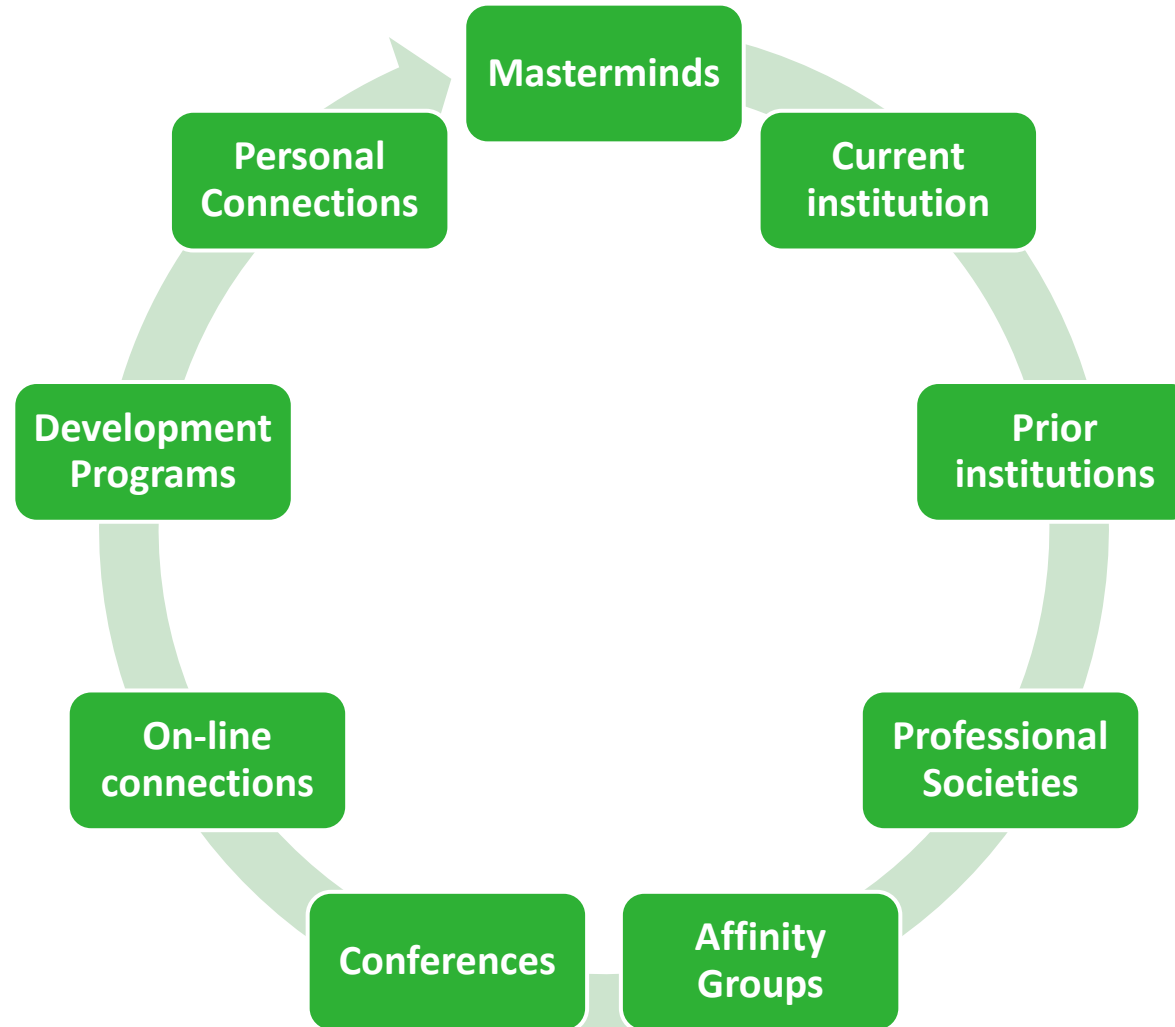 Masterminds
Current
institution
Prior
institutions
Professional
Societies
Affinity
Groups
Conferences
On-line
connections
Development
Programs
Personal
Connections